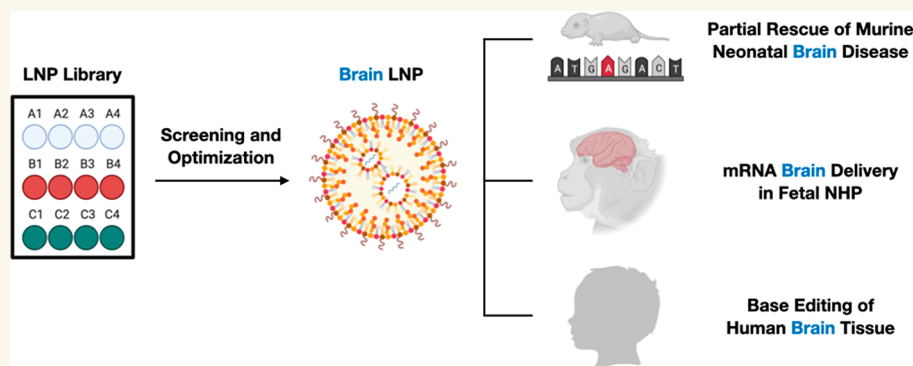 LNP Library
A1 A2 A3 A4
B1 B2 B3 B4
C1 C2 C3 C4
Screening and
Optimization
Brain LNP
A T G A G A C T
Partial Rescue of Murine
Neonatal Brain Disease
mRNA Brain Delivery
in Fetal NHP
Base Editing of
Human Brain Tissue